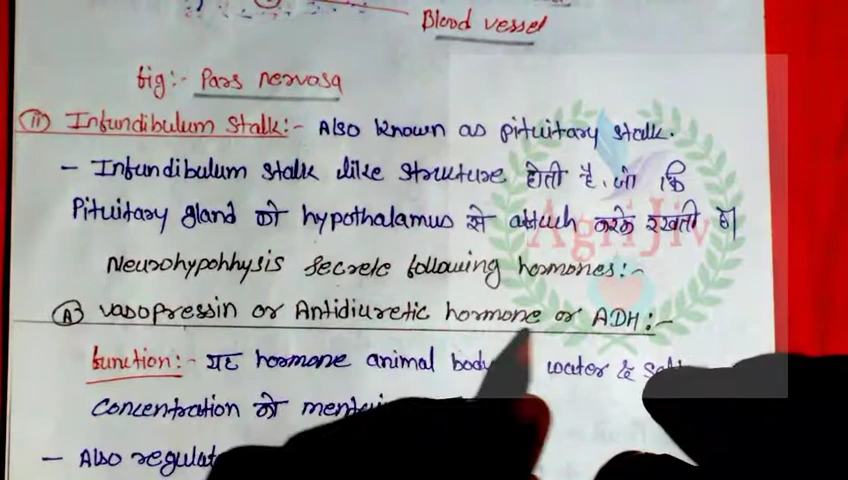 Blood vessel
fig:- Pars nervosa
(ii) Infundibulum Stalk:- Also known as pituitary stalk.
- Infundibulum stalk like structure होती है, जो कि
Pituitary gland को hypothalamus से attach करके रखती है।
Neurohypohhysis secrete following hormones:-
(A) vasopressin or Antidiuretic hormone or ADH:-
function:- यह hormone animal body water &
concentration को
- Also
Agri Jiv